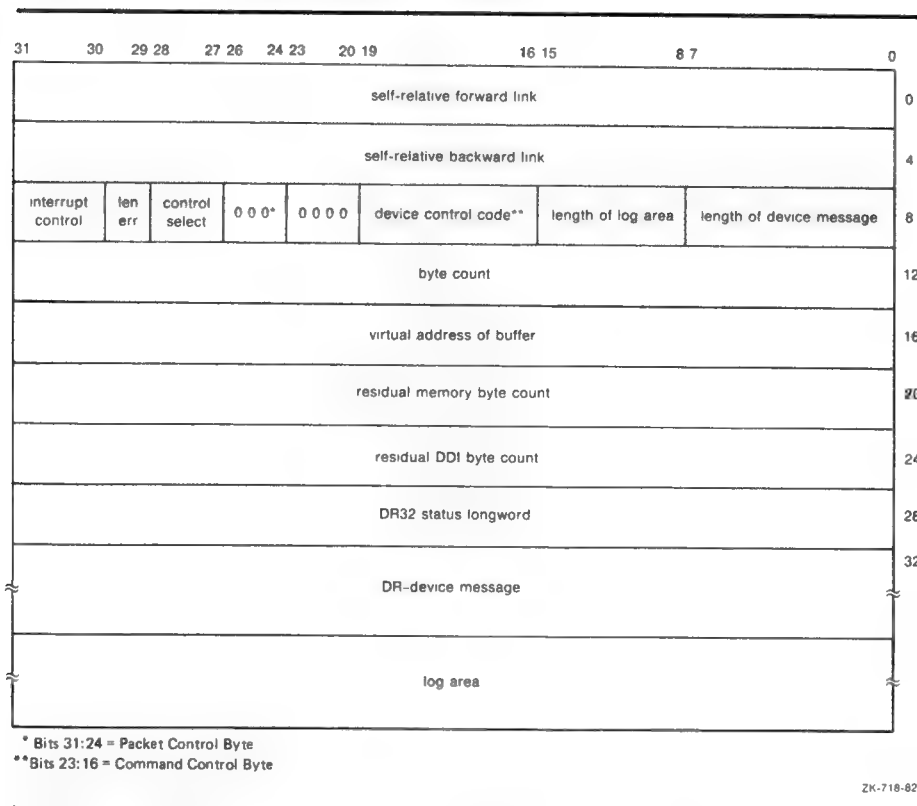 31 30 29 28 27 26 24 23 20 19 16 15 8 7 0
self-relative forward link 0
self-relative backward link 4
interrupt control len err control select 0 0 0* 0 0 0 0 device control code** length of log area length of device message 8
byte count 12
virtual address of buffer 16
residual memory byte count 20
residual DDI byte count 24
DR32 status longword 28
32
DR-device message
log area
* Bits 31:24 = Packet Control Byte
**Bits 23:16 = Command Control Byte
ZK-718-82